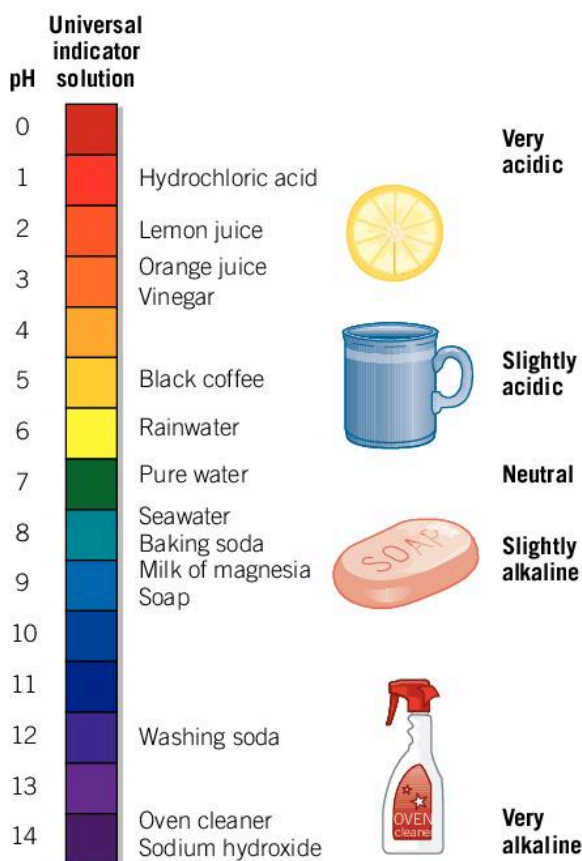 Universal
indicator
pH solution
0
Very
acidic
1 Hydrochloric acid
2 Lemon juice
3 Orange juice
Vinegar
4
Slightly
acidic
5 Black coffee
6 Rainwater
7 Pure water Neutral
8 Seawater
Baking soda
SOAP
Slightly
alkaline
9 Milk of magnesia
Soap
10
11
12 Washing soda
13
14 Oven cleaner
Sodium hydroxide
OVEN
cleaner
Very
alkaline